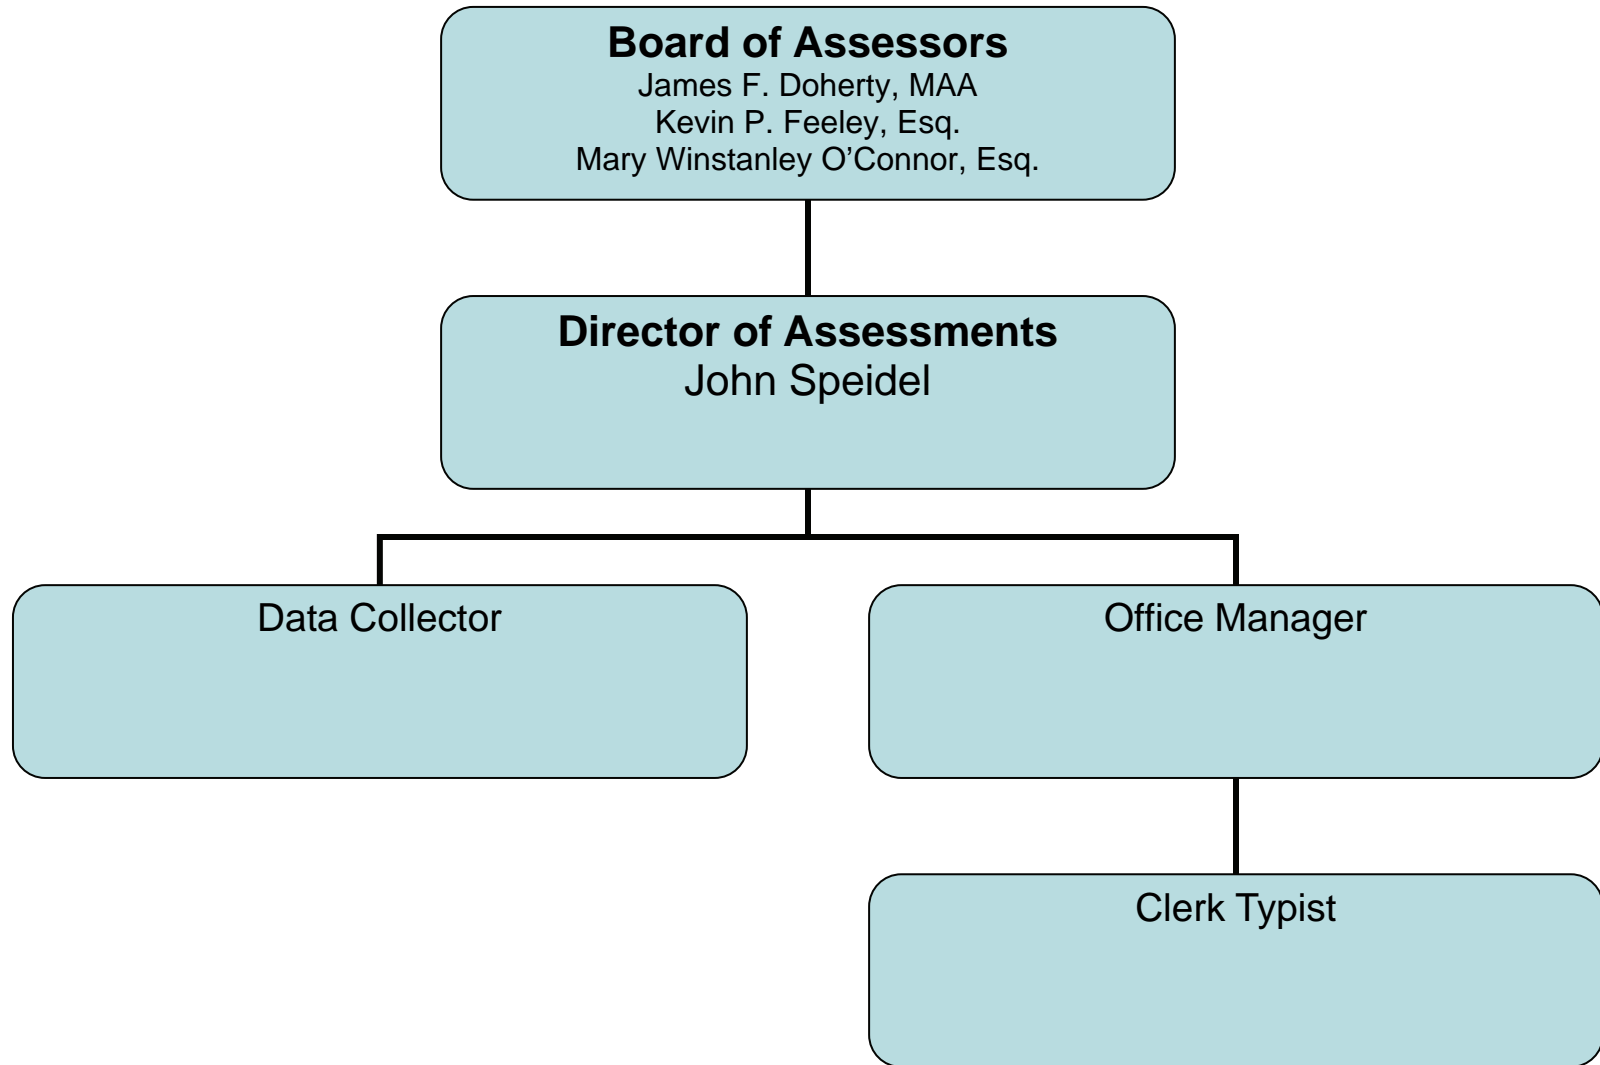 Board of Assessors
James F. Doherty, MAA
Kevin P. Feeley, Esq.
Mary Winstanley O’Connor, Esq.
Director of Assessments
John Speidel
Data Collector
Office Manager
Clerk Typist